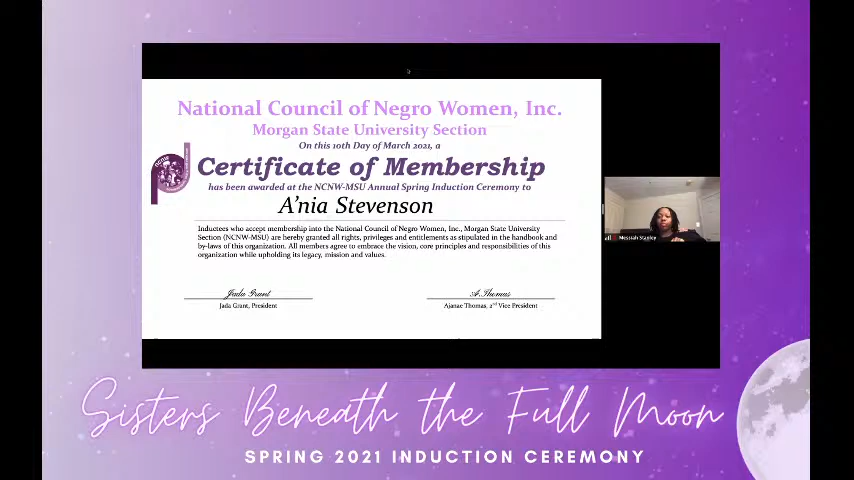 National Council of Negro Women, Inc.
Morgan State University Section
On this 10th Day of March 2021, a
Certificate of Membership
has been awarded at the NCNW-MSU Annual Spring Induction Ceremony to
A'nia Stevenson
Inductees who accept membership into the National Council of Negro Women, Inc., Morgan State University
Section (NCNW-MSU) are hereby granted all rights, privileges and entitlements as stipulated in the handbook and
by-laws of this organization. All members agree to embrace the vision, core principles and responsibilities of this
organization while upholding its legacy, mission and values.
Jada Grant
A. Thomas
Jada Grant, President
Ajanae Thomas, 2nd Vice President
Messiah Stanley
Sisters Beneath the Full Moon
SPRING 2021 INDUCTION CEREMONY